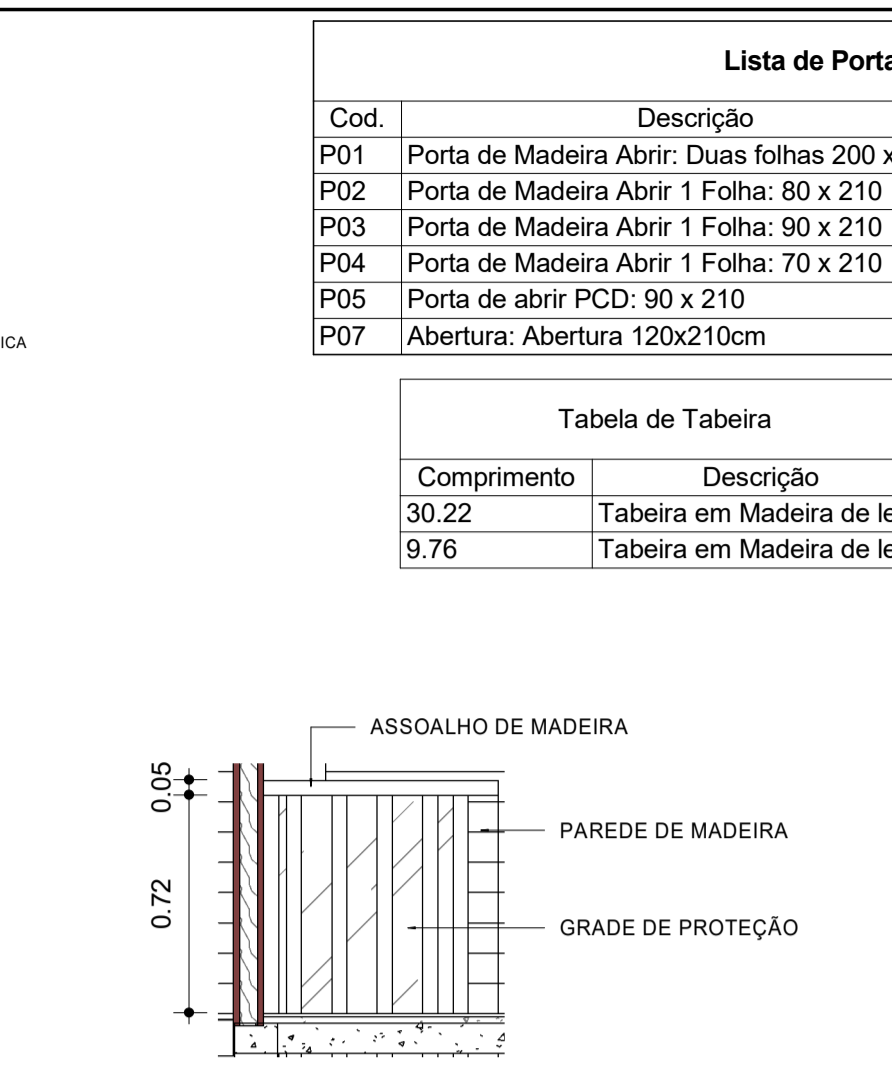 Lista de Porta
Cod. Descrição
P01 Porta de Madeira Abrir: Duas folhas 200 x
P02 Porta de Madeira Abrir 1 Folha: 80 x 210
P03 Porta de Madeira Abrir 1 Folha: 90 x 210
P04 Porta de Madeira Abrir 1 Folha: 70 x 210
P05 Porta de abrir PCD: 90 x 210
P07 Abertura: Abertura 120x210cm
ICA
Tabela de Tabeira
Comprimento Descrição
30.22 Tabeira em Madeira de le
9.76 Tabeira em Madeira de le
ASSOALHO DE MADEIRA
0.05
PAREDE DE MADEIRA
0.72
GRADE DE PROTEÇÃO